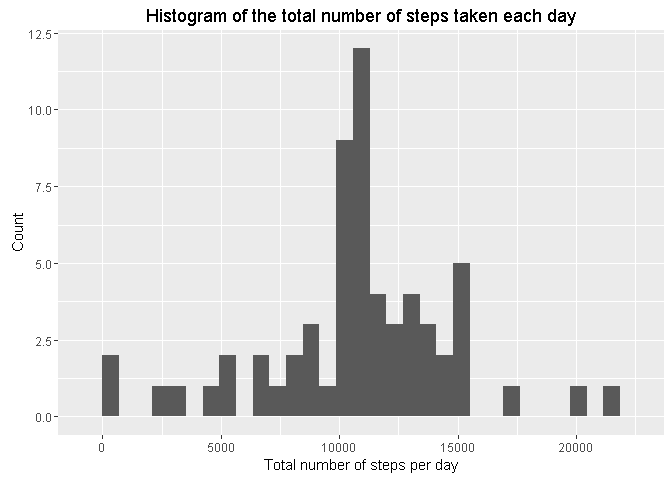 Histogram of the total number of steps taken each day
12.5
10.0
7.5
5.0
2.5
0.0
Count
0 5000 10000 15000 20000
Total number of steps per day